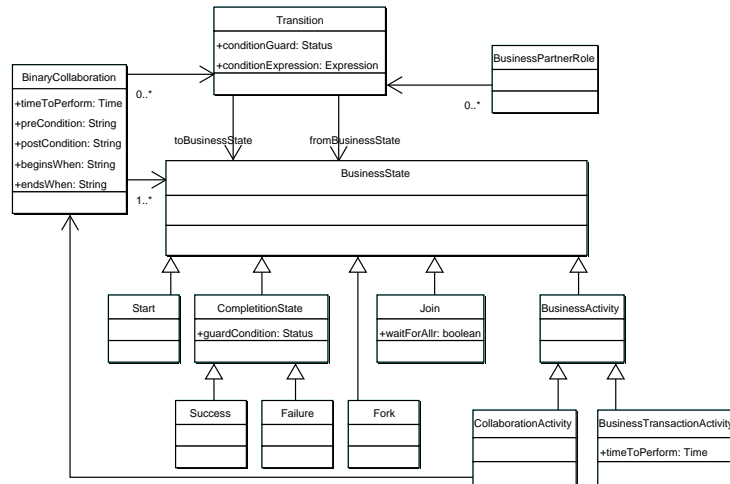 Transition
+conditionGuard: Status
+conditionExpression: Expression
BinaryCollaboration
+timeToPerform: Time
+preCondition: String
+postCondition: String
+beginsWhen: String
+endsWhen: String
BusinessPartnerRole
0..*
0..*
toBusinessState
fromBusinessState
BusinessState
1..*
Start
CompletitionState
+guardCondition: Status
Join
+waitForAllr: boolean
BusinessActivity
Success
Failure
Fork
CollaborationActivity
BusinessTransactionActivity
+timeToPerform: Time